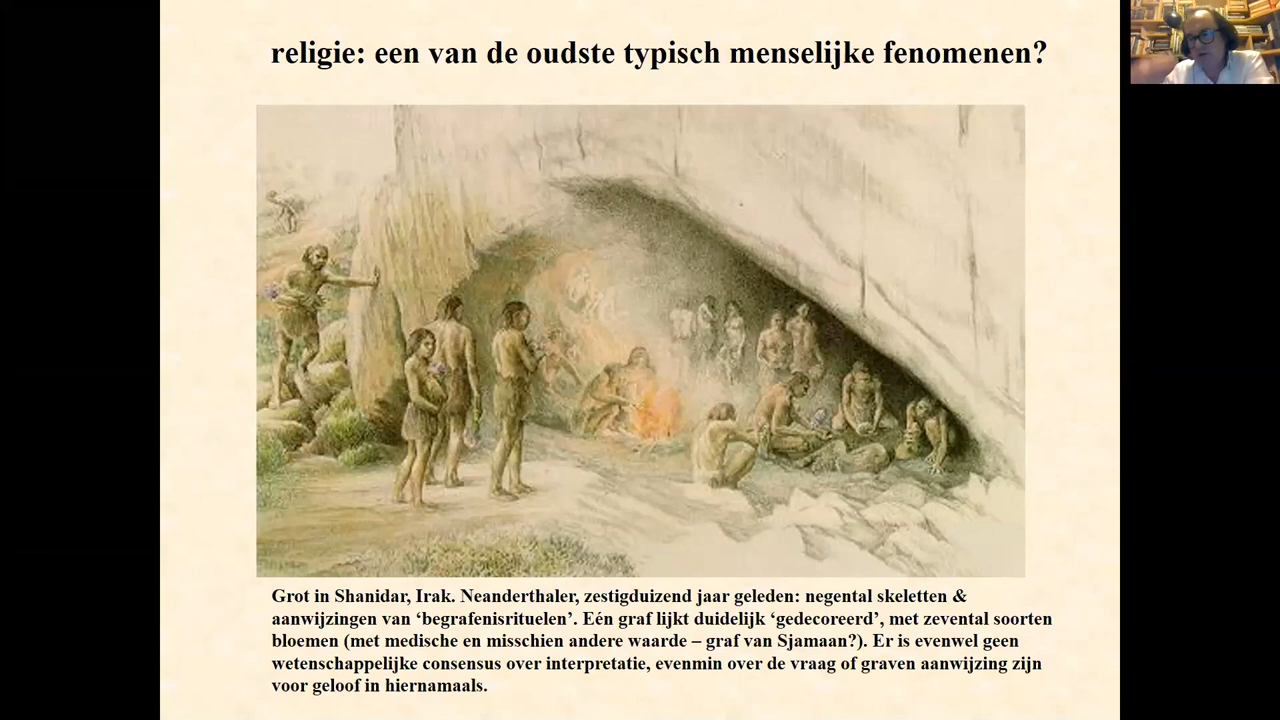 religie: een van de oudste typisch menselijke fenomenen?
Grot in Shanidar, Irak. Neanderthaler, zestigduizend jaar geleden: negental skeletten &
aanwijzingen van ‘begrafenisrituelen’. Eén graf lijkt duidelijk ‘gedecoreerd’, met zevental soorten
bloemen (met medische en misschien andere waarde – graf van Sjamaan?). Er is evenwel geen
wetenschappelijke consensus over interpretatie, evenmin over de vraag of graven aanwijzing zijn
voor geloof in hiernamaals.